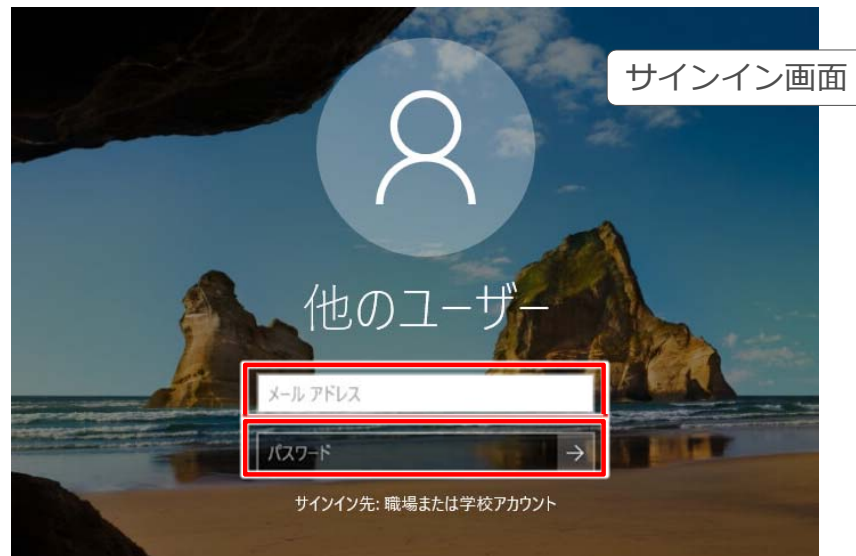 サインイン画面
他のユーザー
メール アドレス
パスワード
サインイン先: 職場または学校アカウント